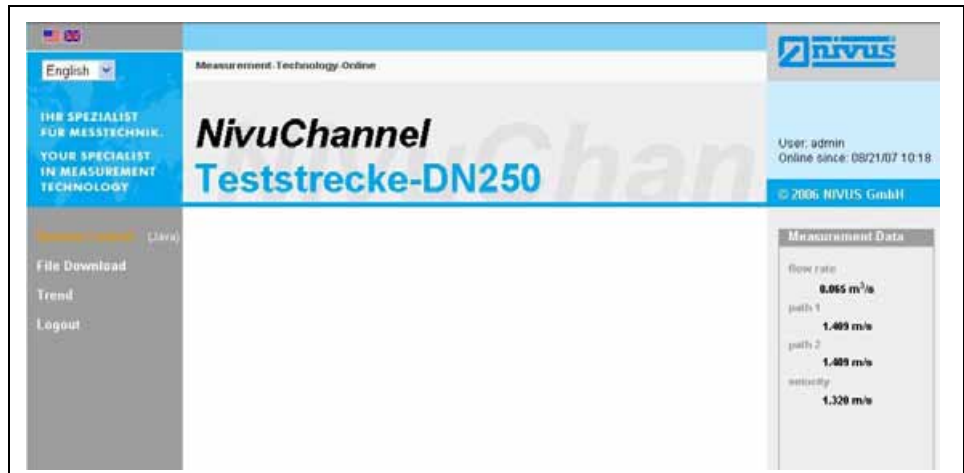 English
Measurement-Technology-Online
nivus
IHR SPEZIALIST
FÜR MESSTECHNIK.
YOUR SPECIALIST
IN MEASUREMENT
TECHNOLOGY
NivuChannel
Teststrecke-DN250
NivuChan
User: admin
Online since: 08/21/07 10:18
© 2006 NIVUS GmbH
(Java)
File Download
Trend
Logout
Measurement Data
flow rate
0.065 m³/s
path 1
1.409 m/s
path 2
1.409 m/s
velocity
1.320 m/s